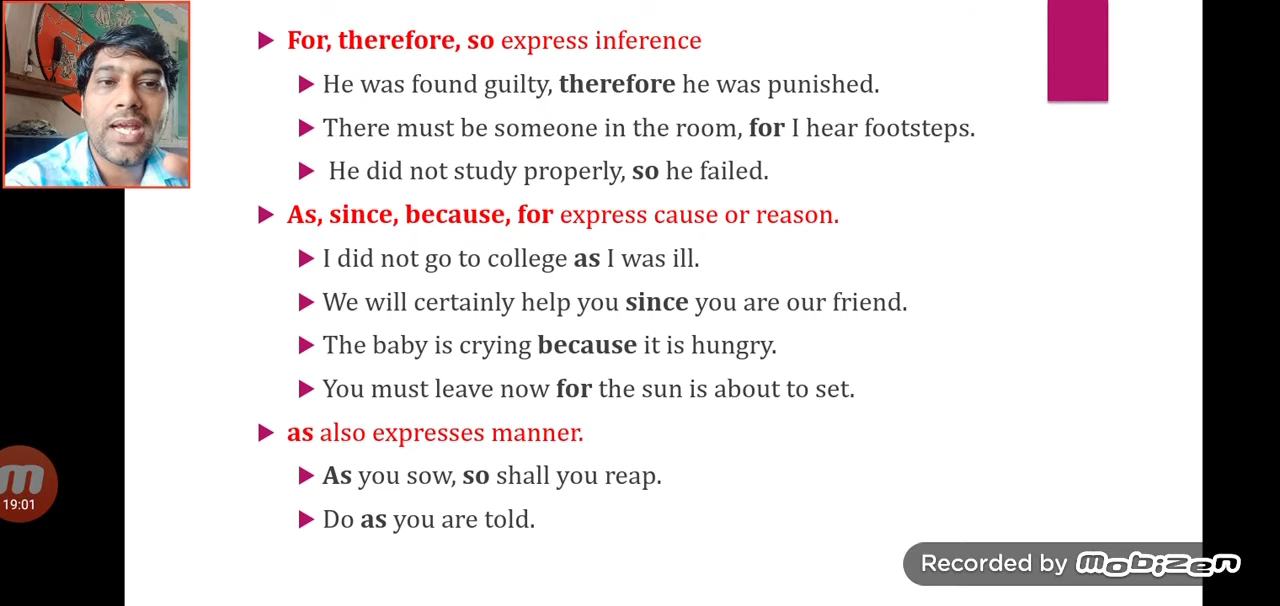 For, therefore, so express inference
He was found guilty, therefore he was punished.
There must be someone in the room, for I hear footsteps.
He did not study properly, so he failed.
As, since, because, for express cause or reason.
I did not go to college as I was ill.
We will certainly help you since you are our friend.
The baby is crying because it is hungry.
You must leave now for the sun is about to set.
as also expresses manner.
As you sow, so shall you reap.
Do as you are told.
m
19:01
Recorded by mobizen